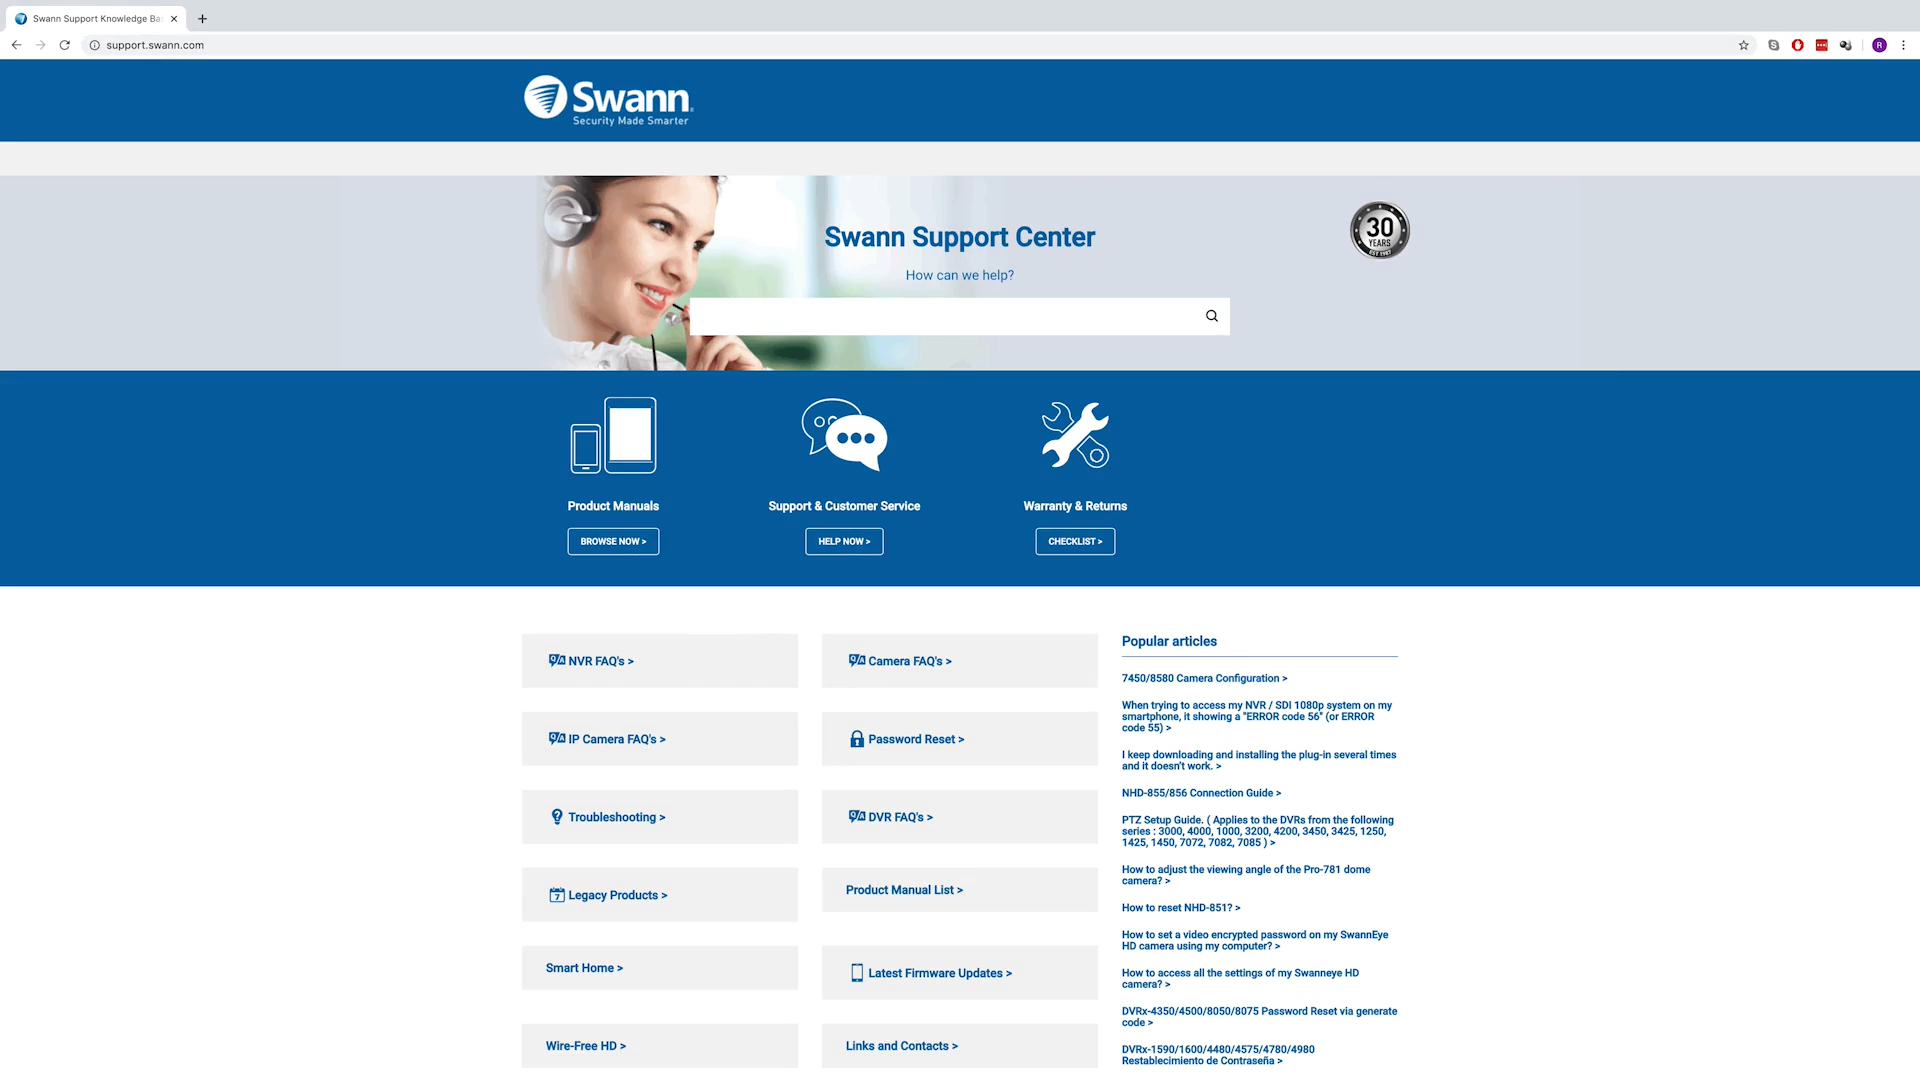 Swann Support Knowledge Ba
support.swann.com
R
Swann
Security Made Smarter
Swann Support Center
How can we help?
30
YEARS
EST 1987
Product Manuals
BROWSE NOW >
Support & Customer Service
HELP NOW >
Warranty & Returns
CHECKLIST >
NVR FAQ's >
Camera FAQ's >
IP Camera FAQ's >
Password Reset >
Troubleshooting >
DVR FAQ's >
7 Legacy Products >
Product Manual List >
Smart Home >
Latest Firmware Updates >
Wire-Free HD >
Links and Contacts >
Popular articles
7450/8580 Camera Configuration >
When trying to access my NVR / SDI 1080p system on my
smartphone, it showing a "ERROR code 56" (or ERROR
code 55) >
I keep downloading and installing the plug-in several times
and it doesn't work. >
NHD-855/856 Connection Guide >
PTZ Setup Guide. ( Applies to the DVRs from the following
series : 3000, 4000, 1000, 3200, 4200, 3450, 3425, 1250,
1425, 1450, 7072, 7082, 7085 ) >
How to adjust the viewing angle of the Pro-781 dome
camera? >
How to reset NHD-851? >
How to set a video encrypted password on my SwannEye
HD camera using my computer? >
How to access all the settings of my Swanneye HD
camera? >
DVRx-4350/4500/8050/8075 Password Reset via generate
code >
DVRx-1590/1600/4480/4575/4780/4980
Restablecimiento de Contraseña >